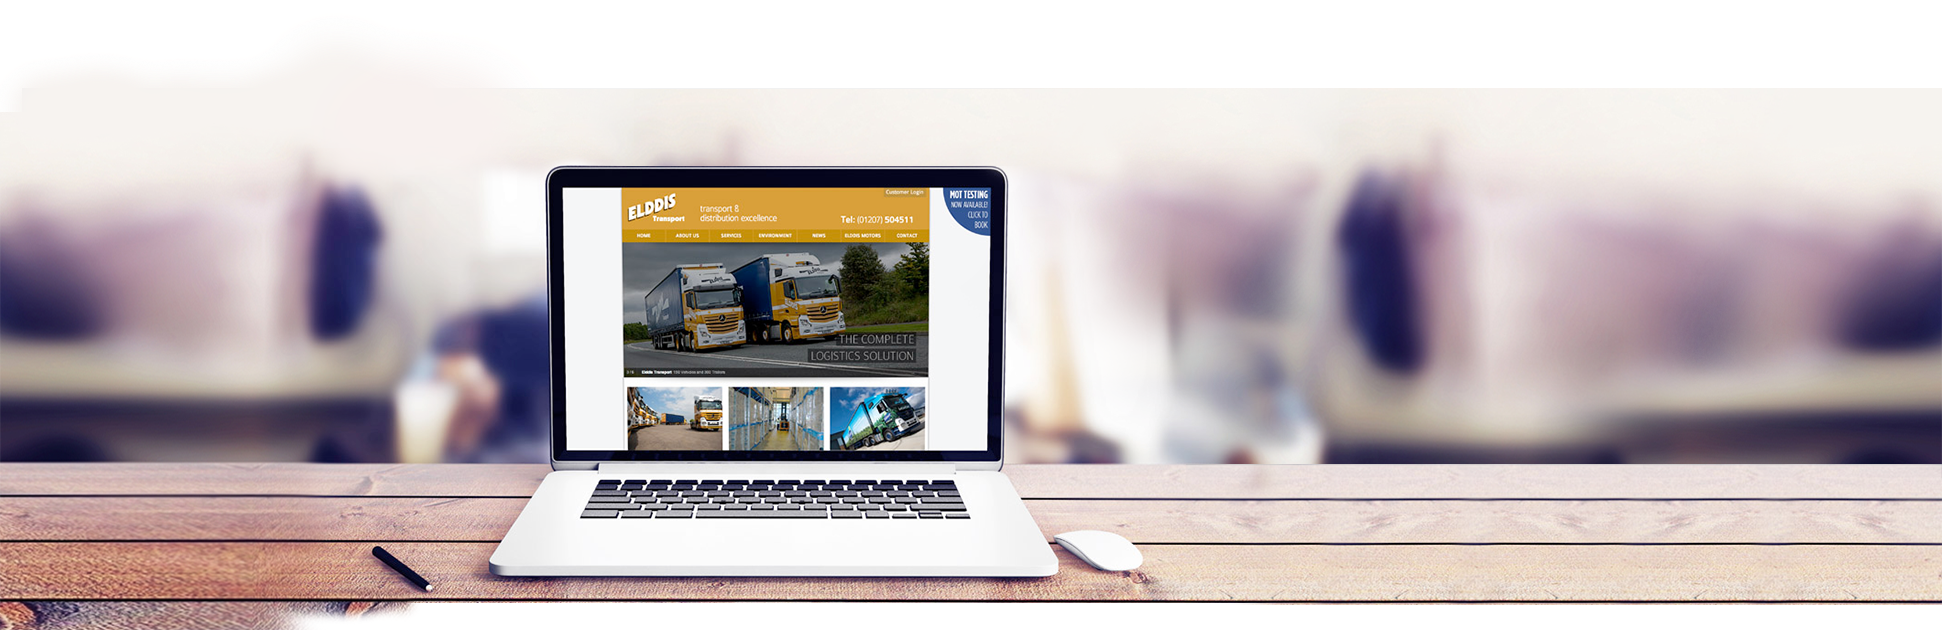 Customer Login
MOT TESTING
NOW AVAILABLE!
CLICK TO
BOOK
ELDDIS
Transport
transport &
distribution excellence
Tel: (01207) 504511
HOME ABOUT US SERVICES ENVIRONMENT NEWS ELDDIS MOTORS CONTACT
THE COMPLETE
LOGISTICS SOLUTION
Elddis Transport